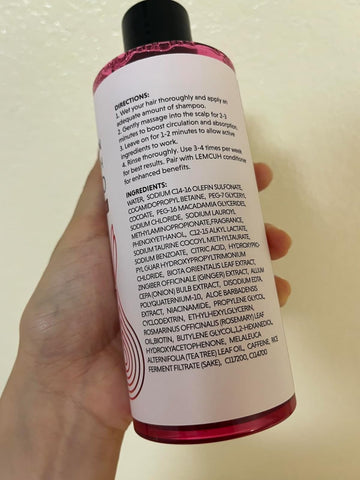 DIRECTIONS:
1. Wet your hair thoroughly and apply an
adequate amount of shampoo.
2. Gently massage into the scalp for 2-3
minutes to boost circulation and absorption.
3. Leave on for 1-2 minutes to allow active
ingredients to work.
4. Rinse thoroughly. Use 3-4 times per week
for best results. Pair with LEMCUH conditioner
for enhanced benefits.
INGREDIENTS:
WATER, SODIUM C14-16 OLEFIN SULFONATE,
COCAMIDOPROPYL BETAINE, PEG-7 GLYCERYL
COCOATE, PEG-16 MACADAMIA GLYCERIDES,
SODIUM CHLORIDE, SODIUM LAUROYL
METHYLAMINOPROPIONATE,FRAGRANCE,
PHENOXYETHANOL, C12-15 ALKYL LACTATE,
SODIUM TAURINE COCOYL METHYLTAURATE,
SODIUM BENZOATE, CITRIC ACID, HYDROXYPRO-
PYL GUAR HYDROXYPROPYLTRIMONIUM
CHLORIDE, BIOTA ORIENTALIS LEAF EXTRACT,
ZINGIBER OFFICINALE (GINGER) EXTRACT, ALLIUM
CEPA (ONION) BULB EXTRACT, DISODIUM EDTA,
POLYQUATERNIUM-10, ALOE BARBADENSIS
EXTRACT, NIACINAMIDE, PROPYLENE GLYCOL,
CYCLODEXTRIN, ETHYLHEXYLGLYCERIN,
ROSMARINUS OFFICINALIS (ROSEMARY) LEAF
OIL,BIOTIN, BUTYLENE GLYCOL,1,2-HEXANEDIOL,
HYDROXYACETOPHENONE, MELALEUCA
ALTERNIFOLIA (TEA TREE) LEAF OIL, CAFFEINE, RICE
FERMENT FILTRATE (SAKE), CI17200, CI14700